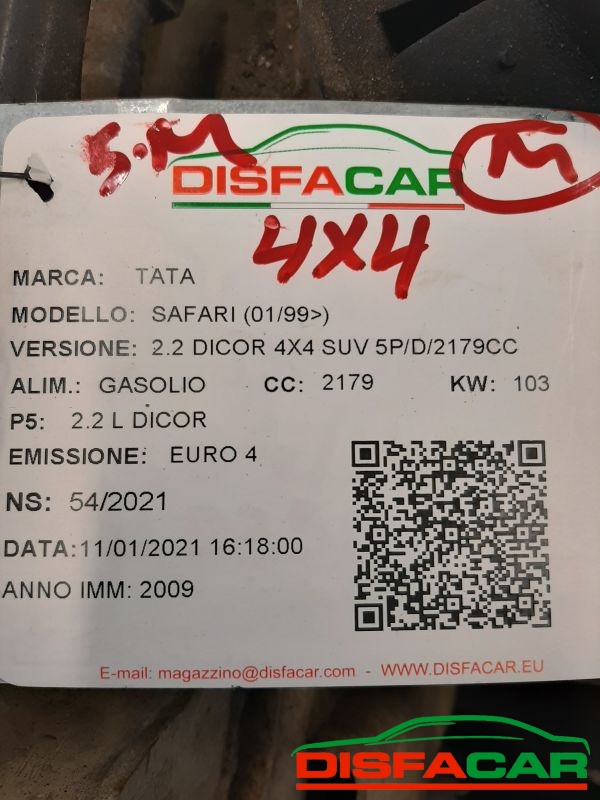 5.M
M
DISFACAR
4X4
MARCA: TATA
MODELLO: SAFARI (01/99>)
VERSIONE: 2.2 DICOR 4X4 SUV 5P/D/2179CC
ALIM.: GASOLIO CC: 2179 KW: 103
P5: 2.2 L DICOR
EMISSIONE: EURO 4
NS: 54/2021
DATA:11/01/2021 16:18:00
ANNO IMM: 2009
E-mail: magazzino@disfacar.com - WWW.DISFACAR.EU
DISFACAR